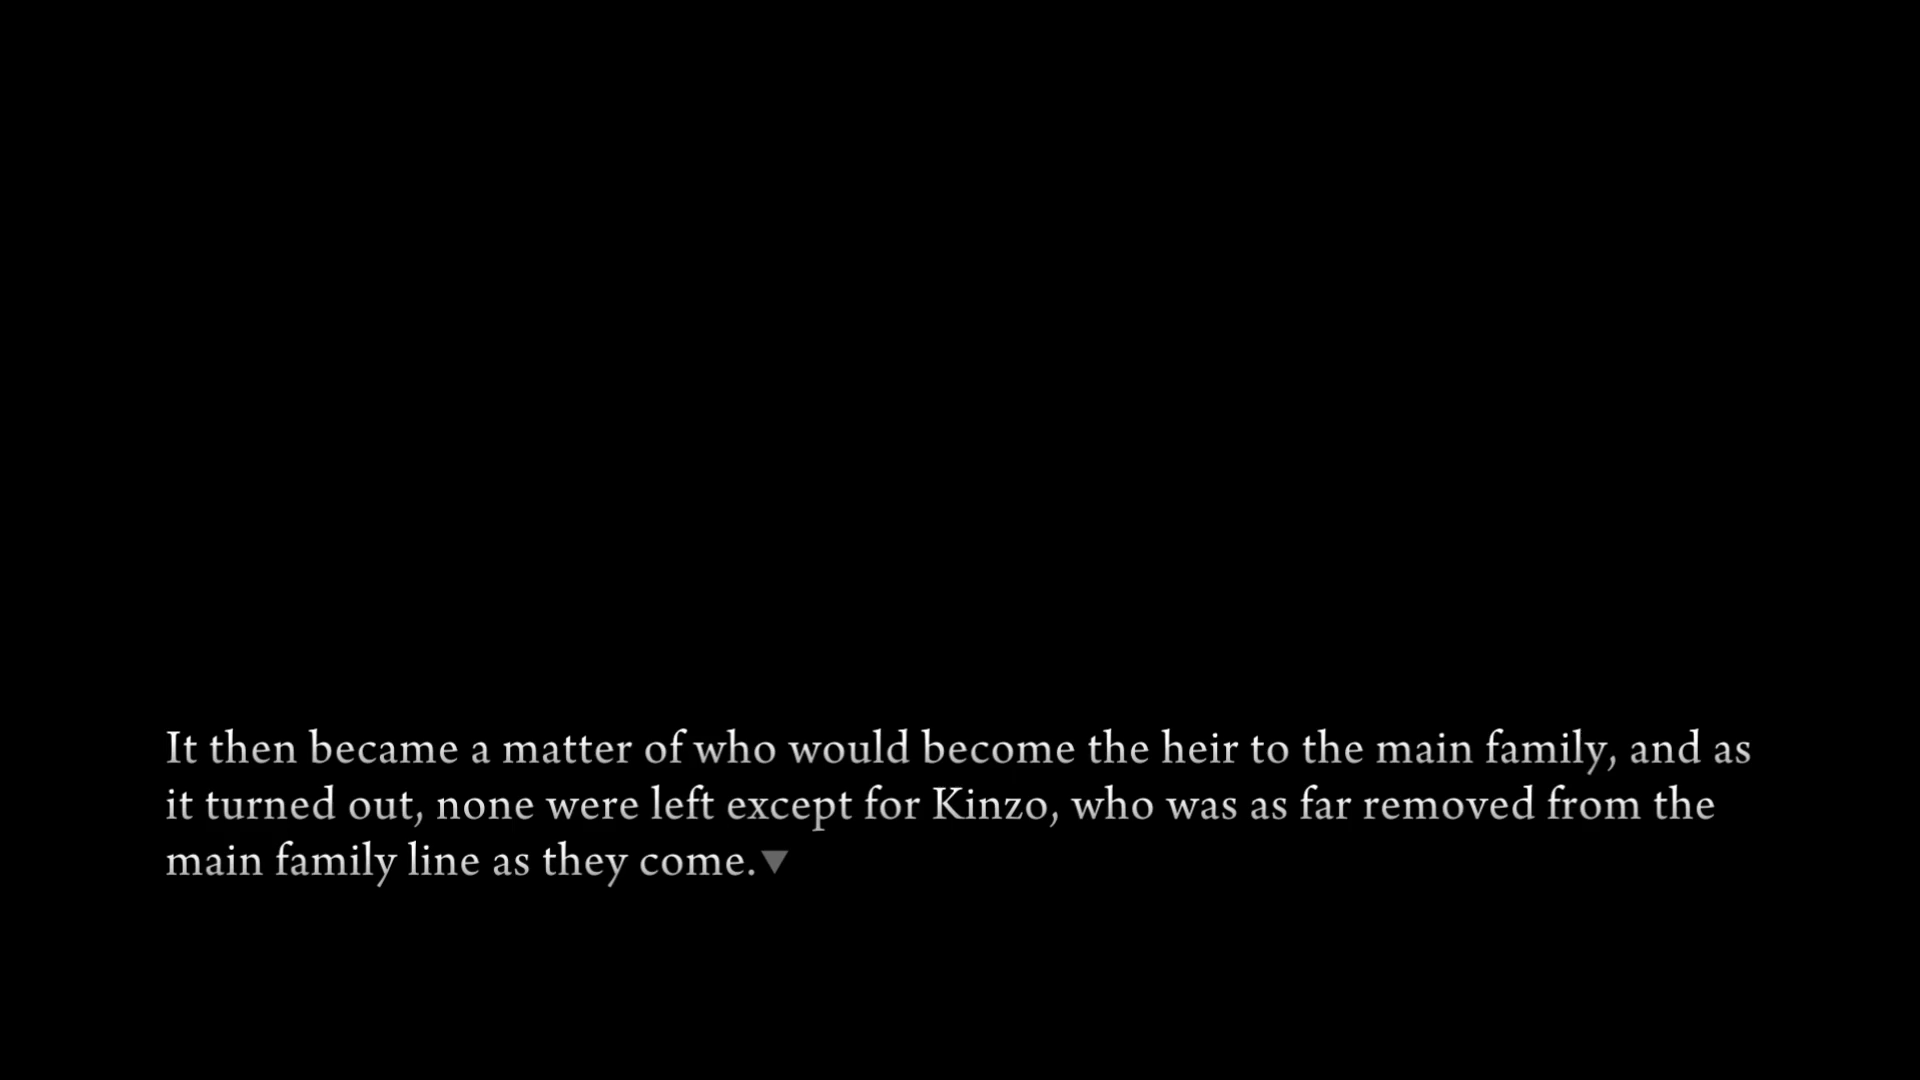 It then became a matter of who would become the heir to the main family, and as
it turned out, none were left except for Kinzo, who was as far removed from the
main family line as they come.